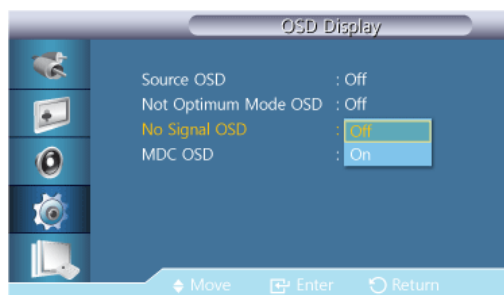 OSD Display
Source OSD : Off
Not Optimum Mode OSD : Off
No Signal OSD : Off
MDC OSD : On
Move Enter Return